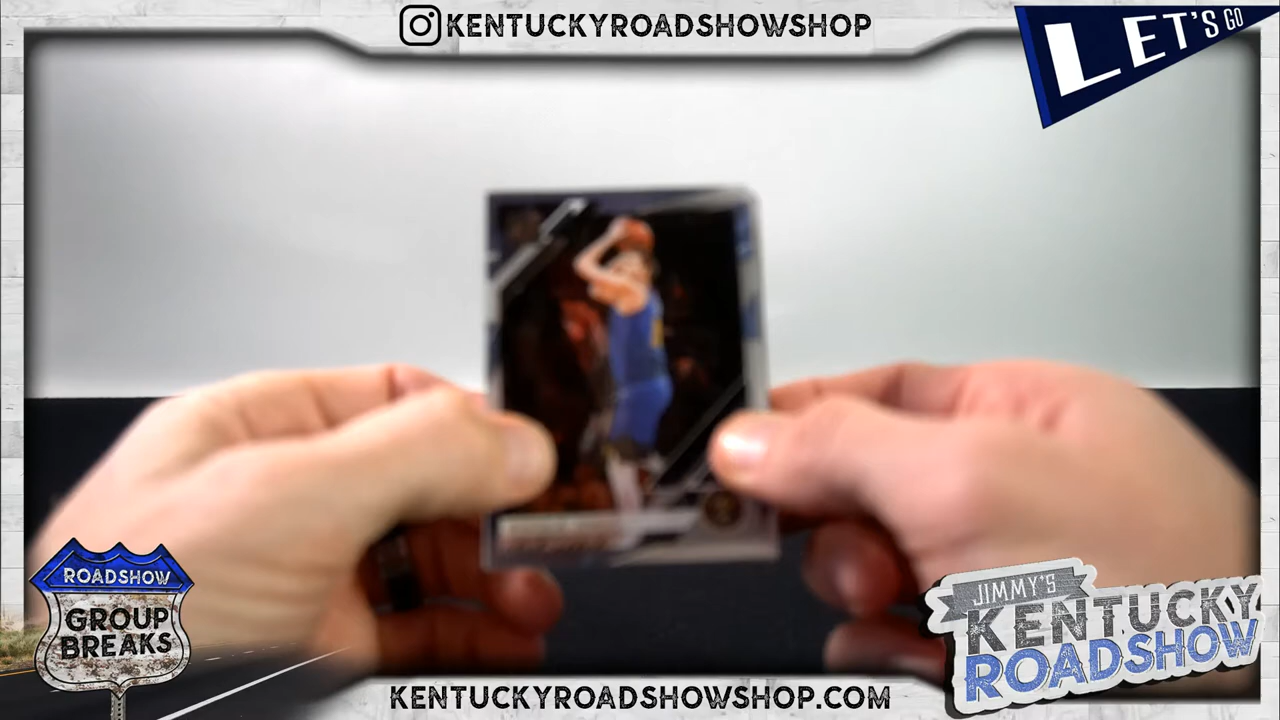 KENTUCKYROADSHOWSHOP
LET'S GO
ROADSHOW
GROUP
BREAKS
JIMMY'S
KENTUCKY
ROADSHOW
KENTUCKYROADSHOWSHOP.COM